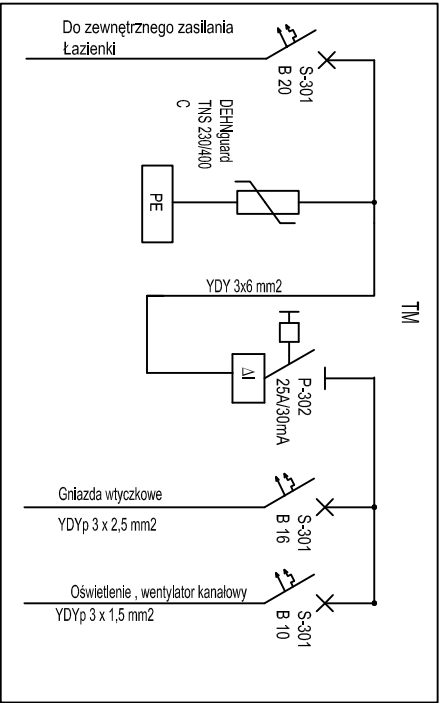 Do zewnętrznego zasilania
Łazienki
S-301
B 20
DEHNguard
TNS 230/400
C
PE
YDY 3x6 mm2
TM
P-302
25A/30mA
ΔI
Gniazda wtyczkowe
YDYp 3 x 2,5 mm2
S-301
B 16
Oświetlenie , wentylator kanałowy
YDYp 3 x 1,5 mm2
S-301
B 10